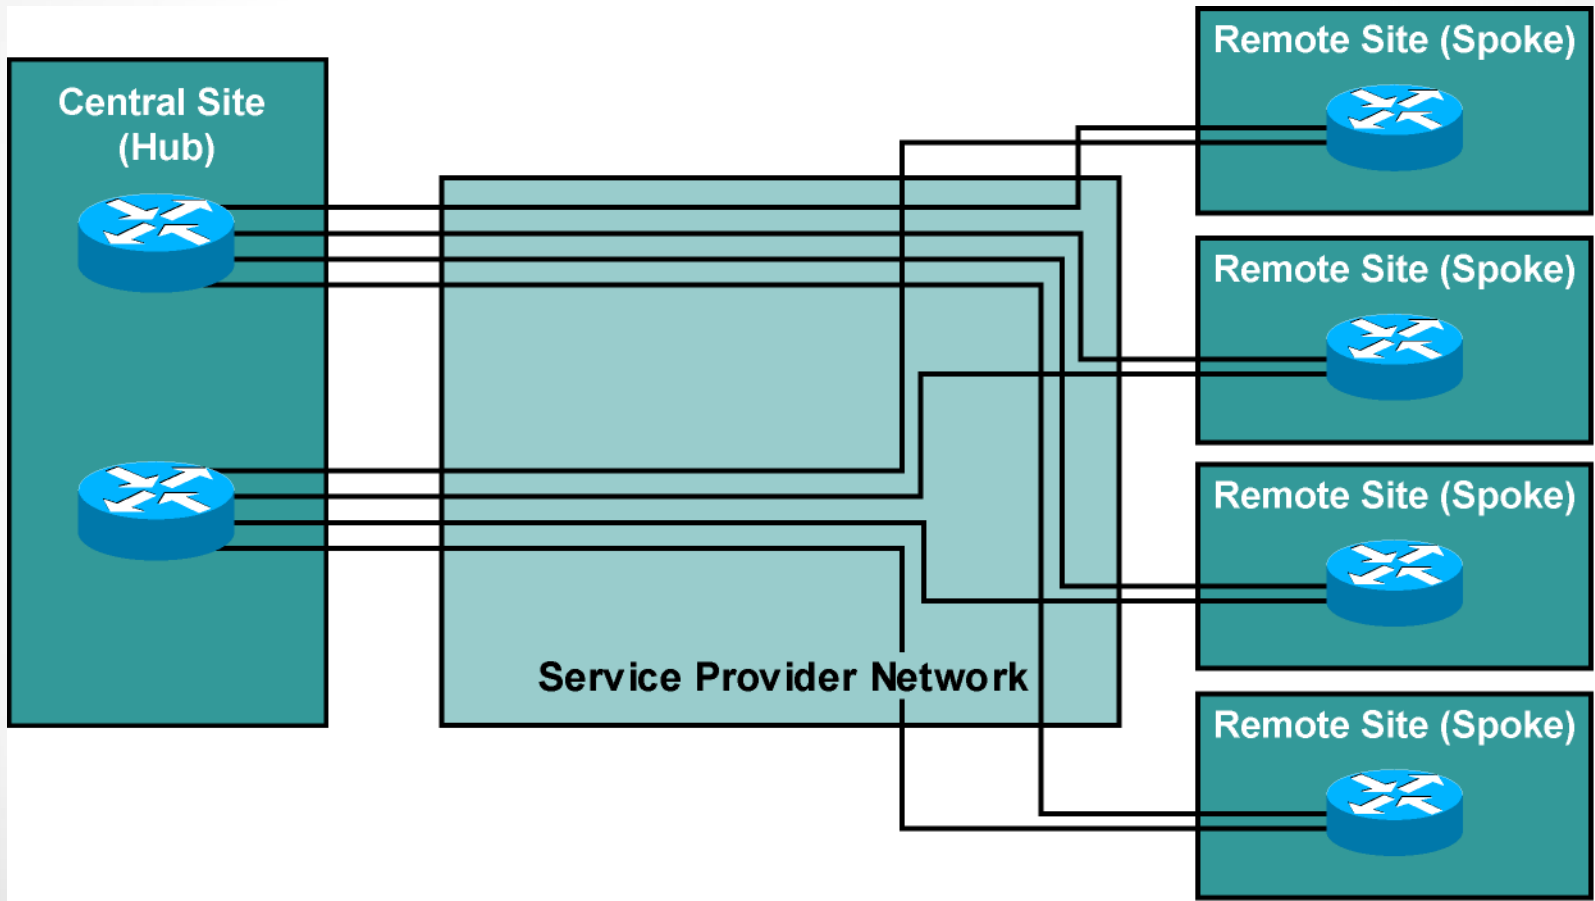 Central Site
(Hub)
Service Provider Network
Remote Site (Spoke)
Remote Site (Spoke)
Remote Site (Spoke)
Remote Site (Spoke)